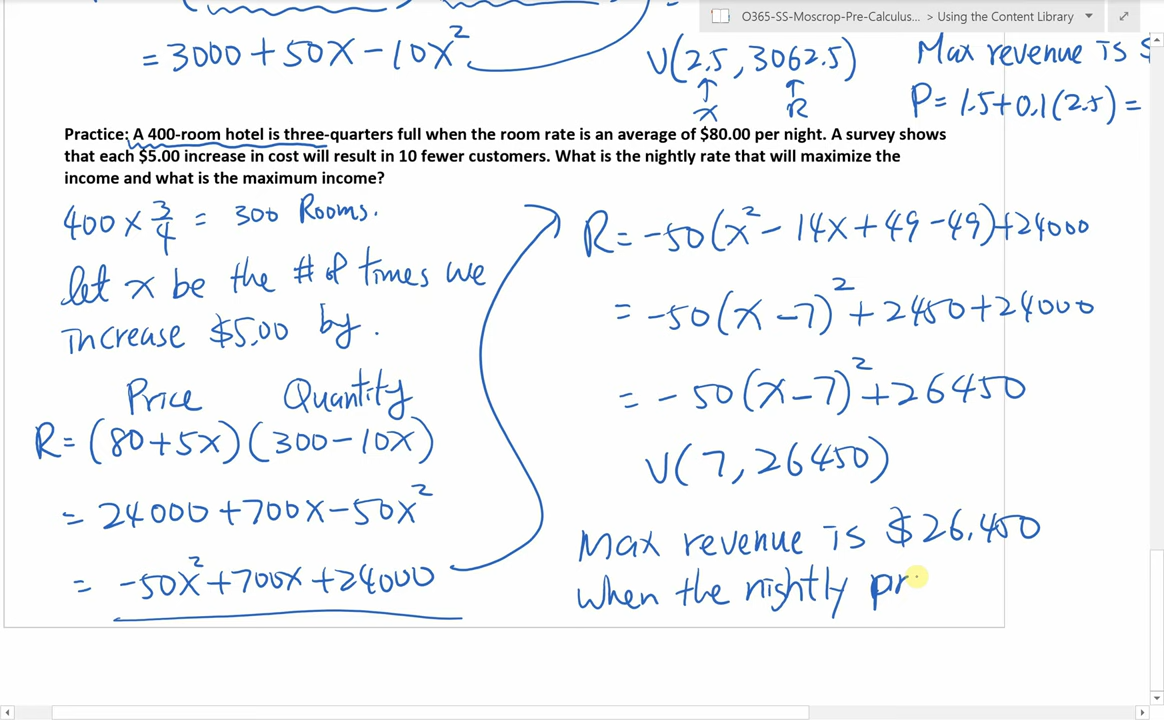 O365-SS-Moscrop-Pre-Calculus... > Using the Content Library
= 3000 + 50x - 10x²
V(2.5, 3062.5)
↑ ↑
x R
Max revenue is $
P = 1.5 + 0.1(2.5) =
Practice: A 400-room hotel is three-quarters full when the room rate is an average of $80.00 per night. A survey shows
that each $5.00 increase in cost will result in 10 fewer customers. What is the nightly rate that will maximize the
income and what is the maximum income?
400 × 3/4 = 300 Rooms.
let x be the # of times we
increase $5.00 by.
Price Quantity
R = (80 + 5x)(300 - 10x)
= 24000 + 700x - 50x²
= -50x² + 700x + 24000
R = -50(x² - 14x + 49 - 49) + 24000
= -50(x - 7)² + 2450 + 24000
= -50(x - 7)² + 26450
V(7, 26450)
Max revenue is $26,450
when the nightly pr